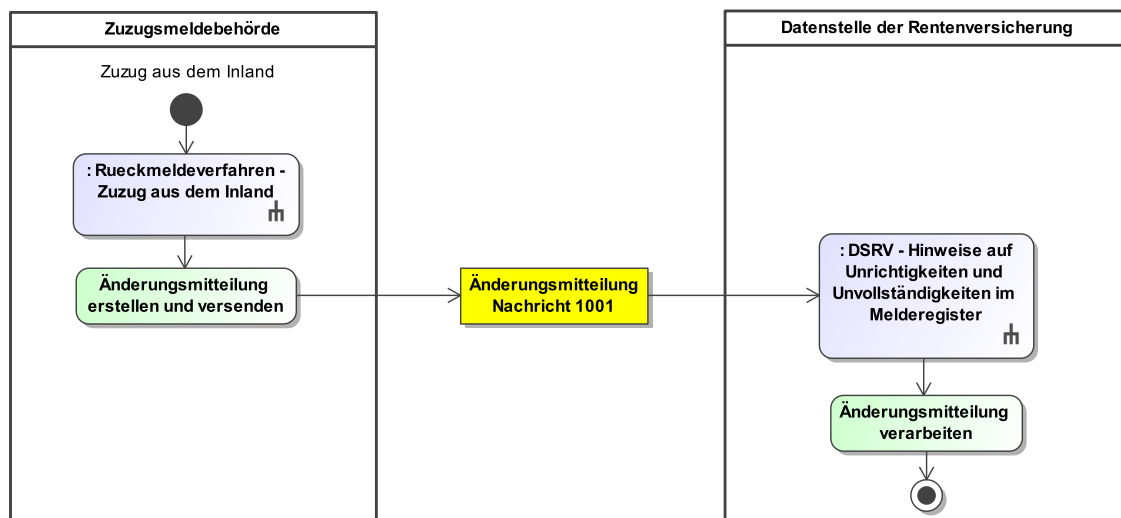 Zuzugsmeldebehörde
Zuzug aus dem Inland
: Rueckmeldeverfahren -
Zuzug aus dem Inland
Änderungsmitteilung
erstellen und versenden
Änderungsmitteilung
Nachricht 1001
Datenstelle der Rentenversicherung
: DSRV - Hinweise auf
Unrichtigkeiten und
Unvollständigkeiten im
Melderegister
Änderungsmitteilung
verarbeiten